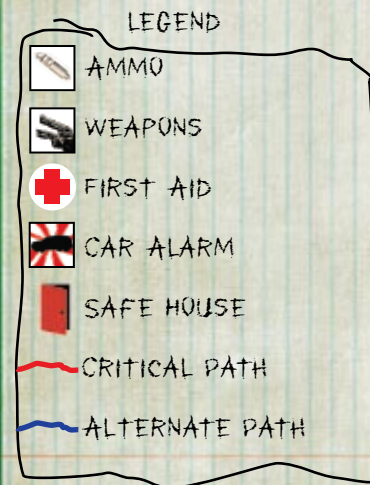 LEGEND
AMMO
WEAPONS
FIRST AID
CAR ALARM
SAFE HOUSE
CRITICAL PATH
ALTERNATE PATH